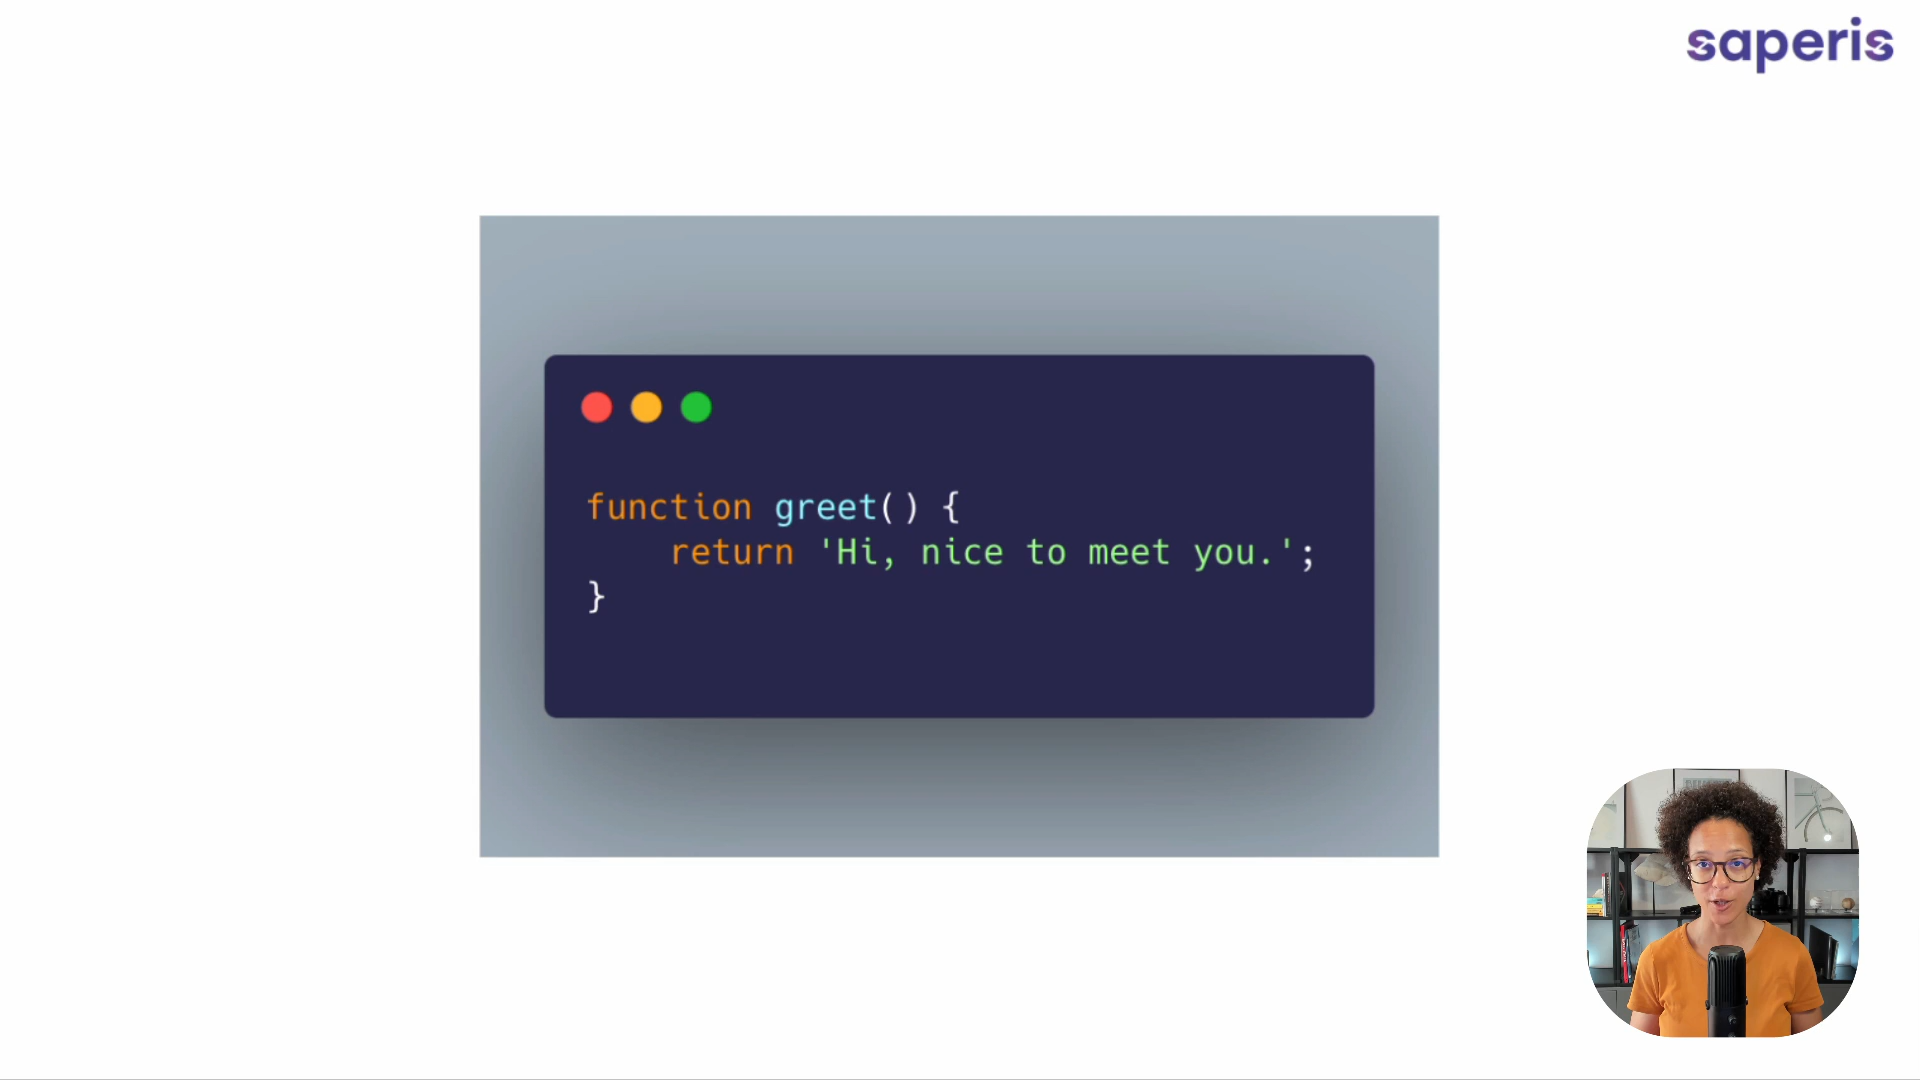 saperis
function greet() {
    return 'Hi, nice to meet you.';
}